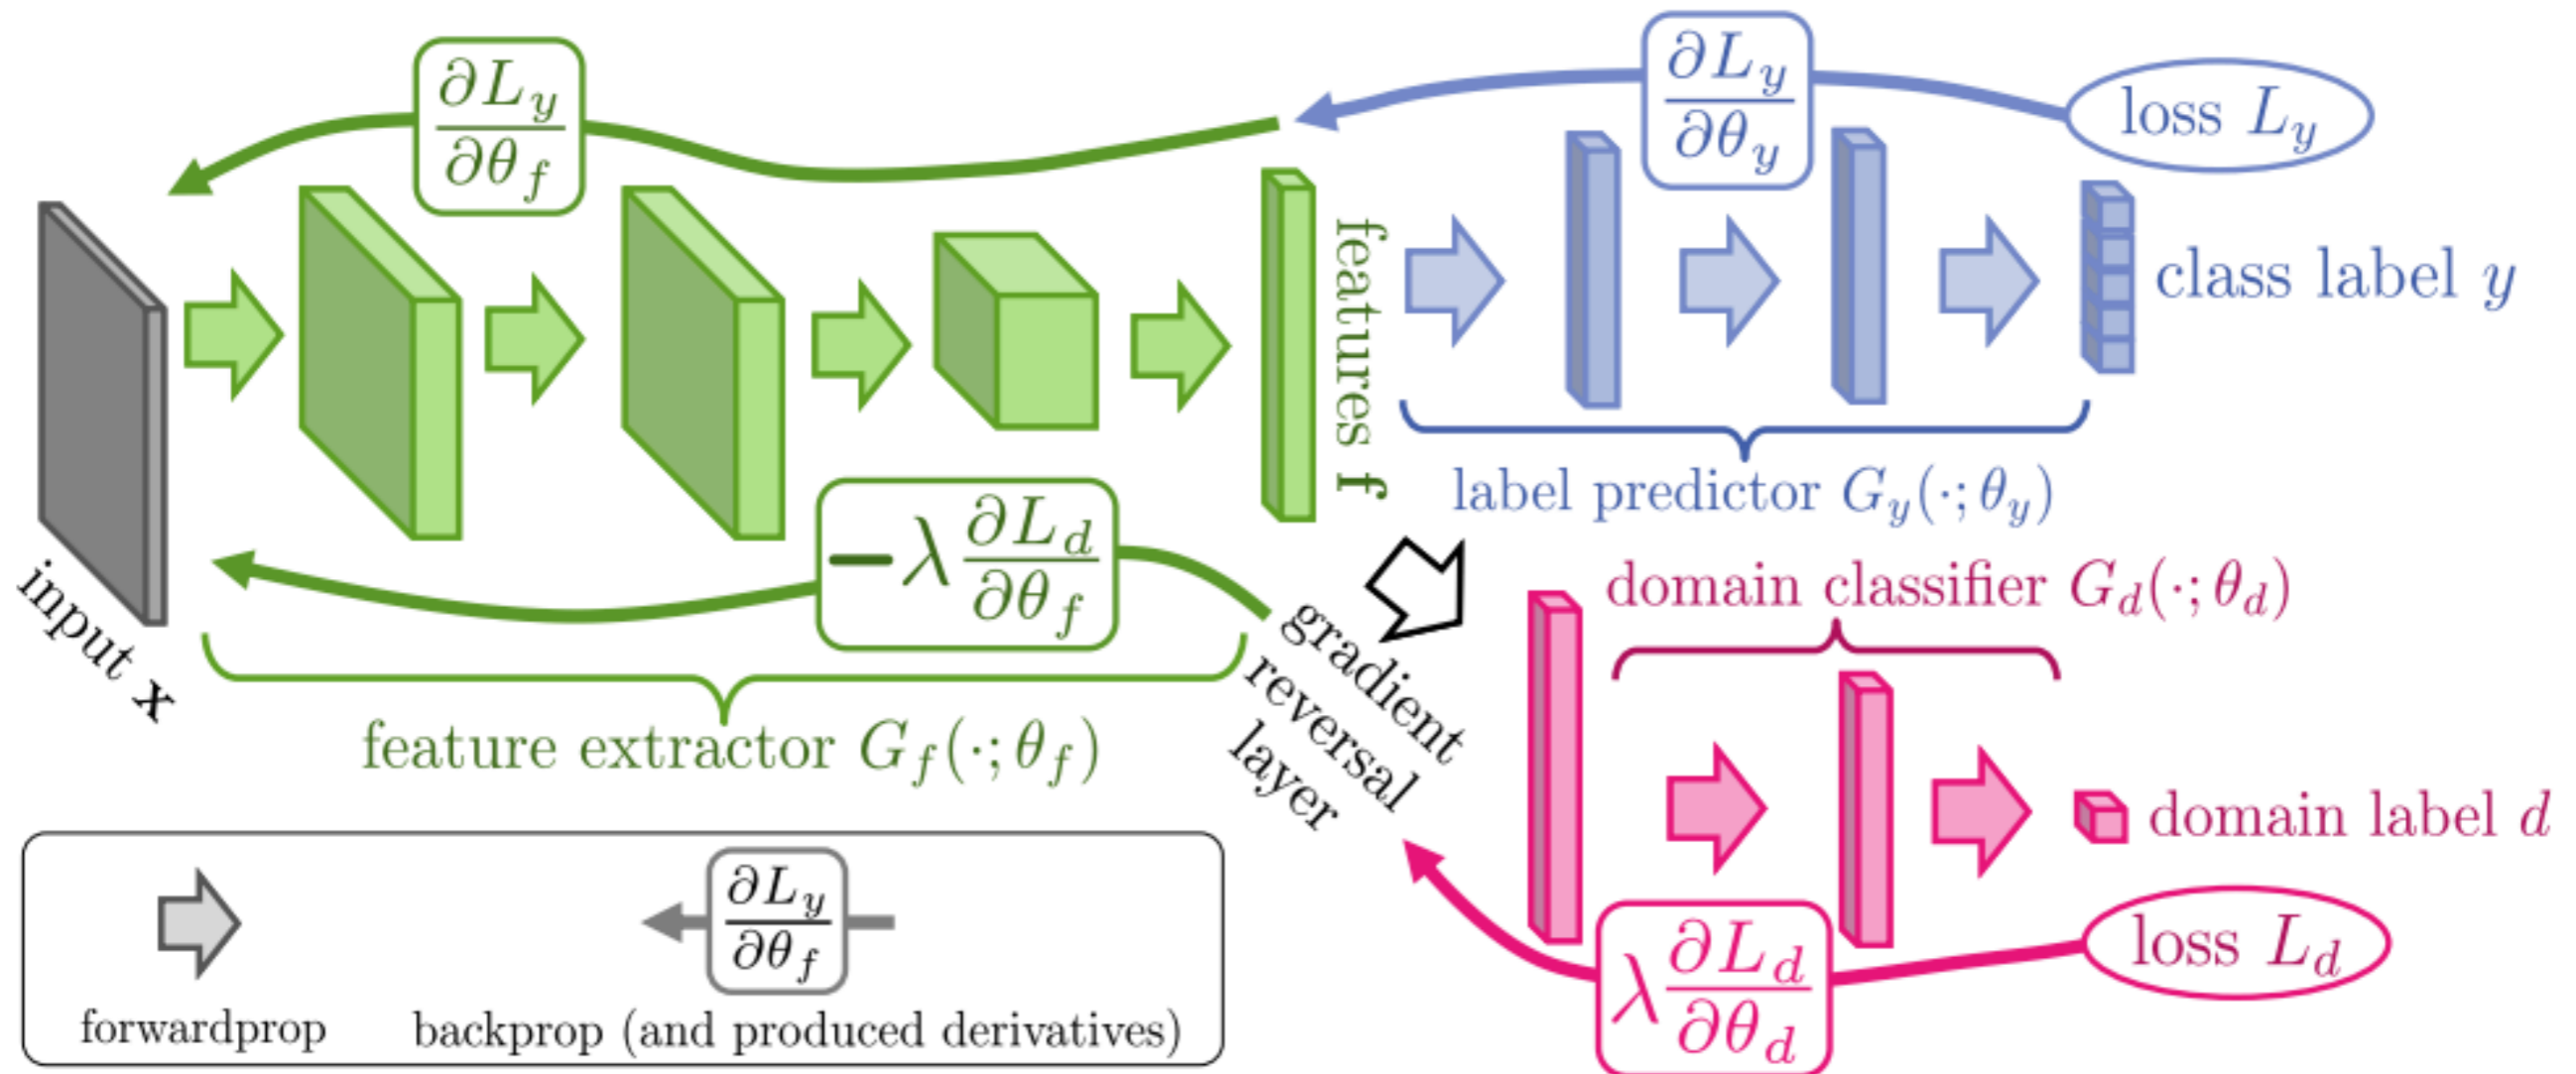 ∂L_y
∂θ_f
∂L_y
∂θ_y
loss L_y
features f
class label y
label predictor G_y(·; θ_y)
input x
−λ ∂L_d
∂θ_f
feature extractor G_f(·; θ_f)
gradient
reversal
layer
domain classifier G_d(·; θ_d)
domain label d
loss L_d
λ ∂L_d
∂θ_d
∂L_y
∂θ_f
forwardprop
backprop (and produced derivatives)